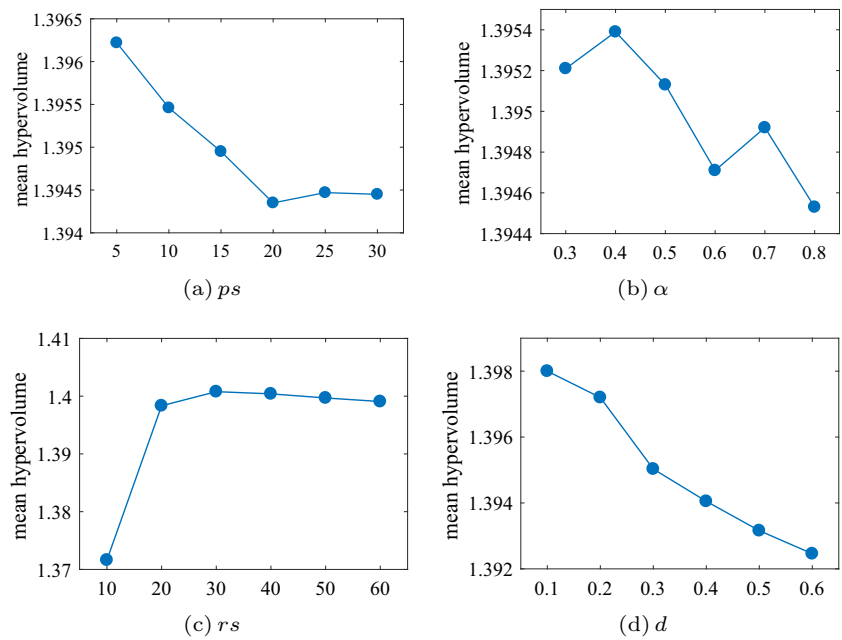 mean hypervolume
1.3965
1.396
1.3955
1.395
1.3945
1.394
5 10 15 20 25 30
(a) ps
mean hypervolume
1.3954
1.3952
1.395
1.3948
1.3946
1.3944
0.3 0.4 0.5 0.6 0.7 0.8
(b) α
mean hypervolume
1.41
1.4
1.39
1.38
1.37
10 20 30 40 50 60
(c) rs
mean hypervolume
1.398
1.396
1.394
1.392
0.1 0.2 0.3 0.4 0.5 0.6
(d) d